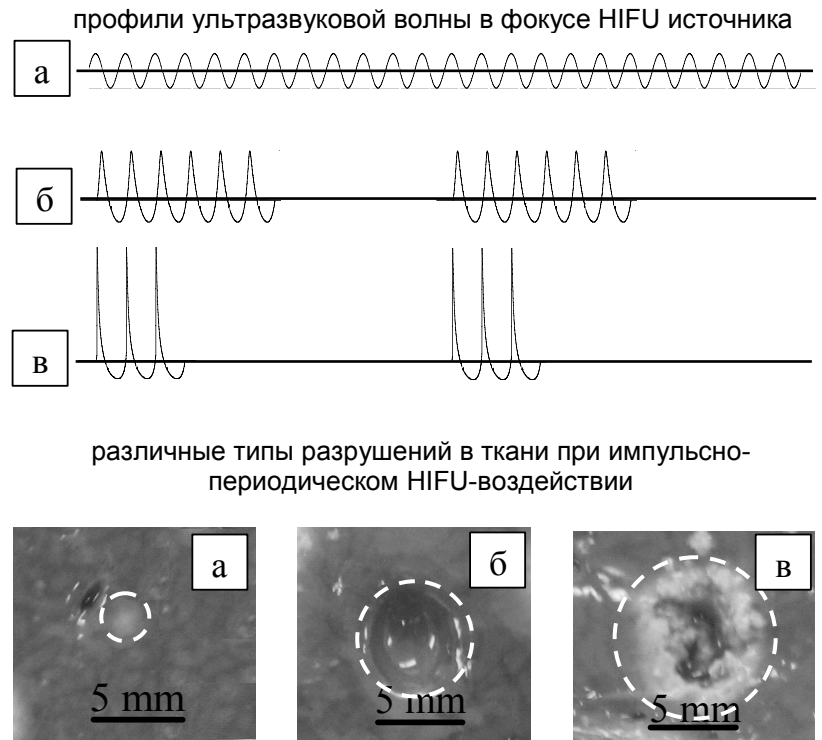 профили ультразвуковой волны в фокусе HIFU источника
а
б
в
различные типы разрушений в ткани при импульсно-
периодическом HIFU-воздействии
а
б
в
5 mm
5 mm
5 mm